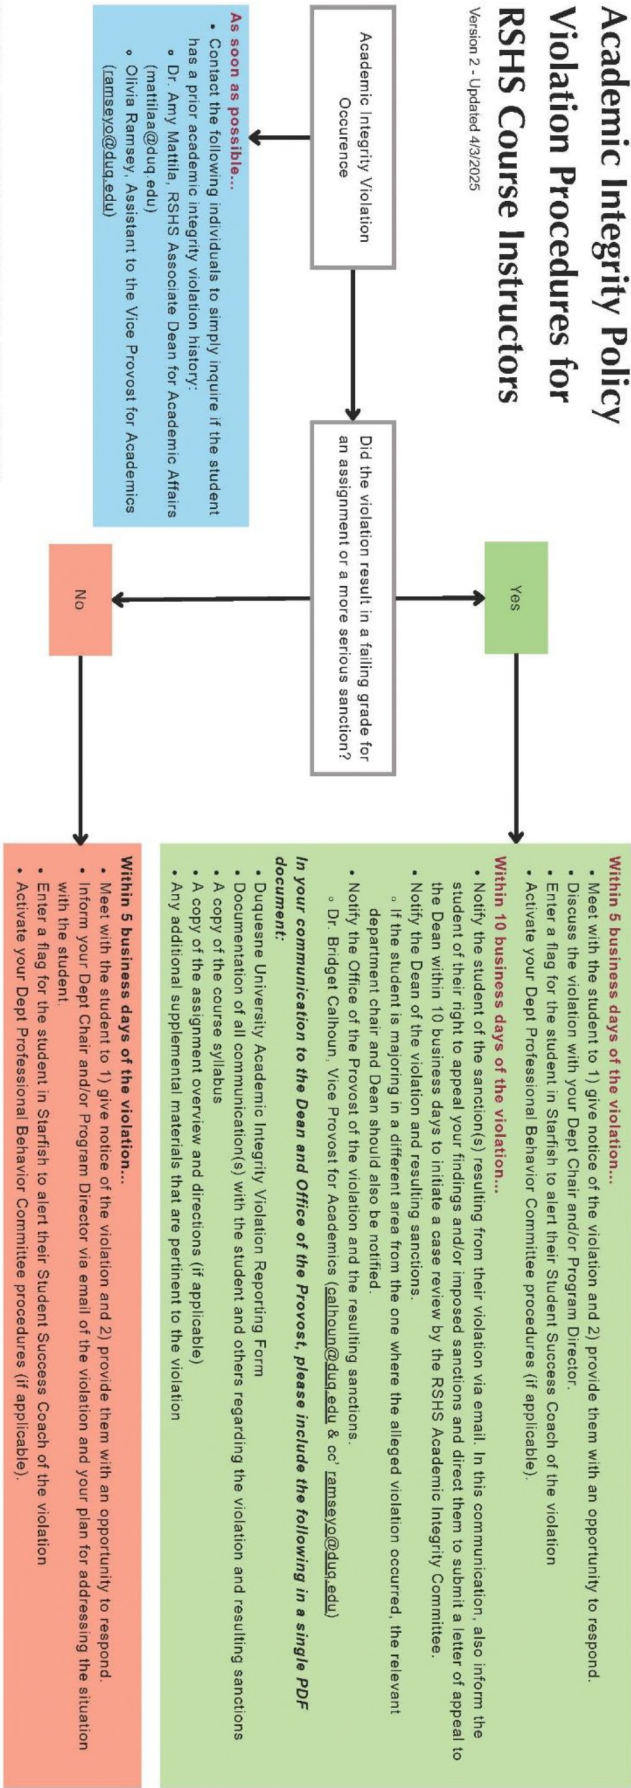 Academic Integrity Policy
Violation Procedures for
RSHS Course Instructors
Version 2 - Updated 4/3/2025
Academic Integrity Violation
Occurence
As soon as possible...
• Contact the following individuals to simply inquire if the student
has a prior academic integrity violation history:
◦ Dr. Amy Mattila, RSHS Associate Dean for Academic Affairs
(mattilaa@duq.edu)
◦ Olivia Ramsey, Assistant to the Vice Provost for Academics
(ramseyo@duq.edu)
Did the violation result in a failing grade for
an assignment or a more serious sanction?
Yes
No
Within 5 business days of the violation...
• Meet with the student to 1) give notice of the violation and 2) provide them with an opportunity to respond.
• Discuss the violation with your Dept Chair and/or Program Director.
• Enter a flag for the student in Starfish to alert their Student Success Coach of the violation
• Activate your Dept Professional Behavior Committee procedures (if applicable).
Within 10 business days of the violation...
• Notify the student of the sanction(s) resulting from their violation via email. In this communication, also inform the
student of their right to appeal your findings and/or imposed sanctions and direct them to submit a letter of appeal to
the Dean within 10 business days to initiate a case review by the RSHS Academic Integrity Committee.
• Notify the Dean of the violation and resulting sanctions.
◦ If the student is majoring in a different area from the one where the alleged violation occurred, the relevant
department chair and Dean should also be notified.
• Notify the Office of the Provost of the violation and the resulting sanctions.
◦ Dr. Bridget Calhoun, Vice Provost for Academics (calhoun@duq.edu & cc' ramseyo@duq.edu)
In your communication to the Dean and Office of the Provost, please include the following in a single PDF
document:
• Duquesne University Academic Integrity Violation Reporting Form
• Documentation of all communication(s) with the student and others regarding the violation and resulting sanctions
• A copy of the course syllabus
• A copy of the assignment overview and directions (if applicable)
• Any additional supplemental materials that are pertinent to the violation
Within 5 business days of the violation...
• Meet with the student to 1) give notice of the violation and 2) provide them with an opportunity to respond.
• Inform your Dept Chair and/or Program Director via email of the violation and your plan for addressing the situation
with the student.
• Enter a flag for the student in Starfish to alert their Student Success Coach of the violation
• Activate your Dept Professional Behavior Committee procedures (if applicable).